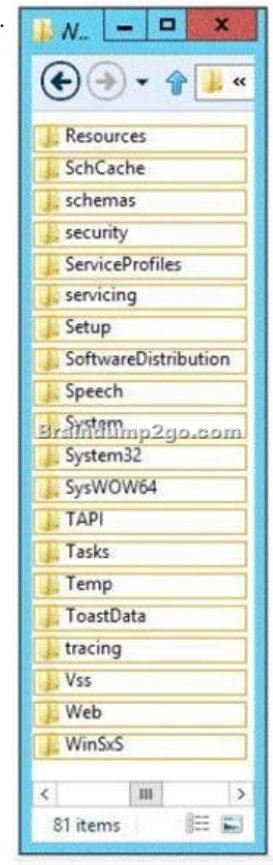 N...
«
Resources
SchCache
schemas
security
ServiceProfiles
servicing
Setup
SoftwareDistribution
Speech
System
Braindump2go.com
System32
SysWOW64
TAPI
Tasks
Temp
ToastData
tracing
Vss
Web
WinSxS
81 items